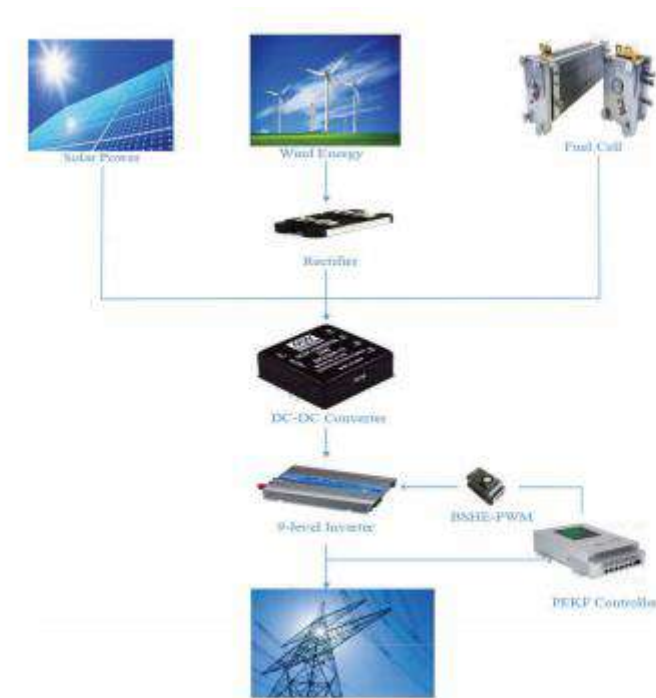 Solar Power
Wind Energy
Fuel Cell
Rectifier
DC-DC Converter
9-level Inverter
BSHE-PWM
PEKF Controller